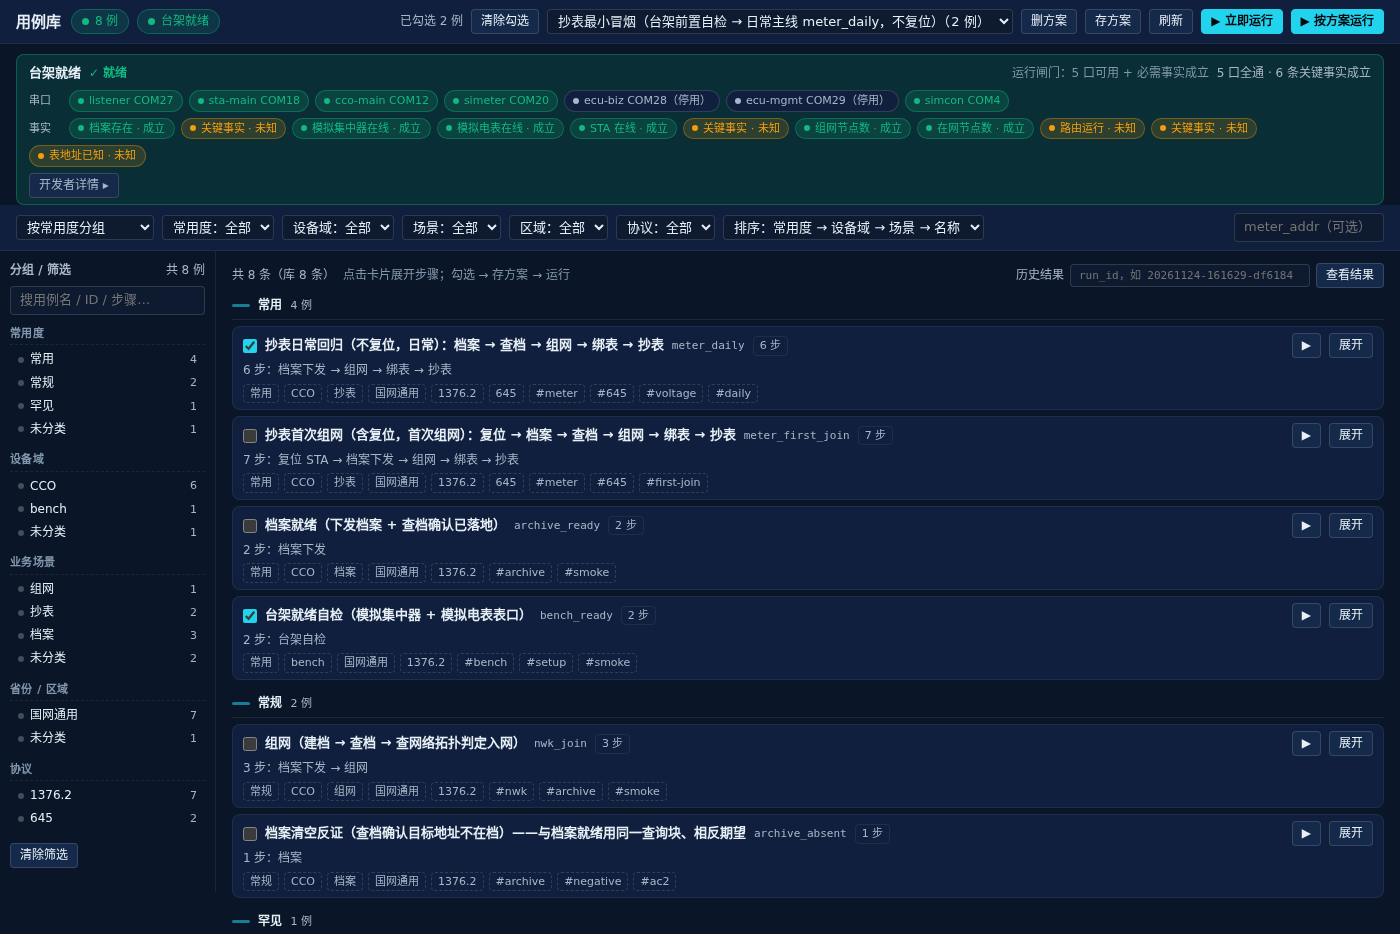 用例库 8 例 台架就绪 已勾选 2 例 清除勾选 抄表最小冒烟（台架前置自检 → 日常主线 meter_daily，不复位）（2 例） 删方案 存方案 刷新 ▶ 立即运行 ▶ 按方案运行
台架就绪 ✓ 就绪 运行闸门：5 口可用 + 必需事实成立 5 口全通 · 6 条关键事实成立
串口 listener COM27 sta-main COM18 cco-main COM12 simeter COM20 ecu-biz COM28（停用） ecu-mgmt COM29（停用） simcon COM4
事实 档案存在 · 成立 关键事实 · 未知 模拟集中器在线 · 成立 模拟电表在线 · 成立 STA 在线 · 成立 关键事实 · 未知 组网节点数 · 成立 在网节点数 · 成立 路由运行 · 未知 关键事实 · 未知
表地址已知 · 未知
开发者详情 ▸
按常用度分组 常用度：全部 设备域：全部 场景：全部 区域：全部 协议：全部 排序：常用度 → 设备域 → 场景 → 名称 meter_addr（可选）
分组 / 筛选 共 8 例
搜用例名 / ID / 步骤…
常用度
常用 4
常规 2
罕见 1
未分类 1
设备域
CCO 6
bench 1
未分类 1
业务场景
组网 1
抄表 2
档案 3
未分类 2
省份 / 区域
国网通用 7
未分类 1
协议
1376.2 7
645 2
清除筛选
共 8 条（库 8 条） 点击卡片展开步骤；勾选 → 存方案 → 运行 历史结果 run_id，如 20261124-161629-df6184 查看结果
常用 4 例
抄表日常回归（不复位，日常）：档案 → 查档 → 组网 → 绑表 → 抄表 meter_daily 6 步 ▶ 展开
6 步：档案下发 → 组网 → 绑表 → 抄表
常用 CCO 抄表 国网通用 1376.2 645 #meter #645 #voltage #daily
抄表首次组网（含复位，首次组网）：复位 → 档案 → 查档 → 组网 → 绑表 → 抄表 meter_first_join 7 步 ▶ 展开
7 步：复位 STA → 档案下发 → 组网 → 绑表 → 抄表
常用 CCO 抄表 国网通用 1376.2 645 #meter #645 #first-join
档案就绪（下发档案 + 查档确认已落地） archive_ready 2 步 ▶ 展开
2 步：档案下发
常用 CCO 档案 国网通用 1376.2 #archive #smoke
台架就绪自检（模拟集中器 + 模拟电表表口） bench_ready 2 步 ▶ 展开
2 步：台架自检
常用 bench 国网通用 1376.2 #bench #setup #smoke
常规 2 例
组网（建档 → 查档 → 查网络拓扑判定入网） nwk_join 3 步 ▶ 展开
3 步：档案下发 → 组网
常规 CCO 组网 国网通用 1376.2 #nwk #archive #smoke
档案清空反证（查档确认目标地址不在档）——与档案就绪用同一查询块、相反期望 archive_absent 1 步 ▶ 展开
1 步：档案
常规 CCO 档案 国网通用 1376.2 #archive #negative #ac2
罕见 1 例